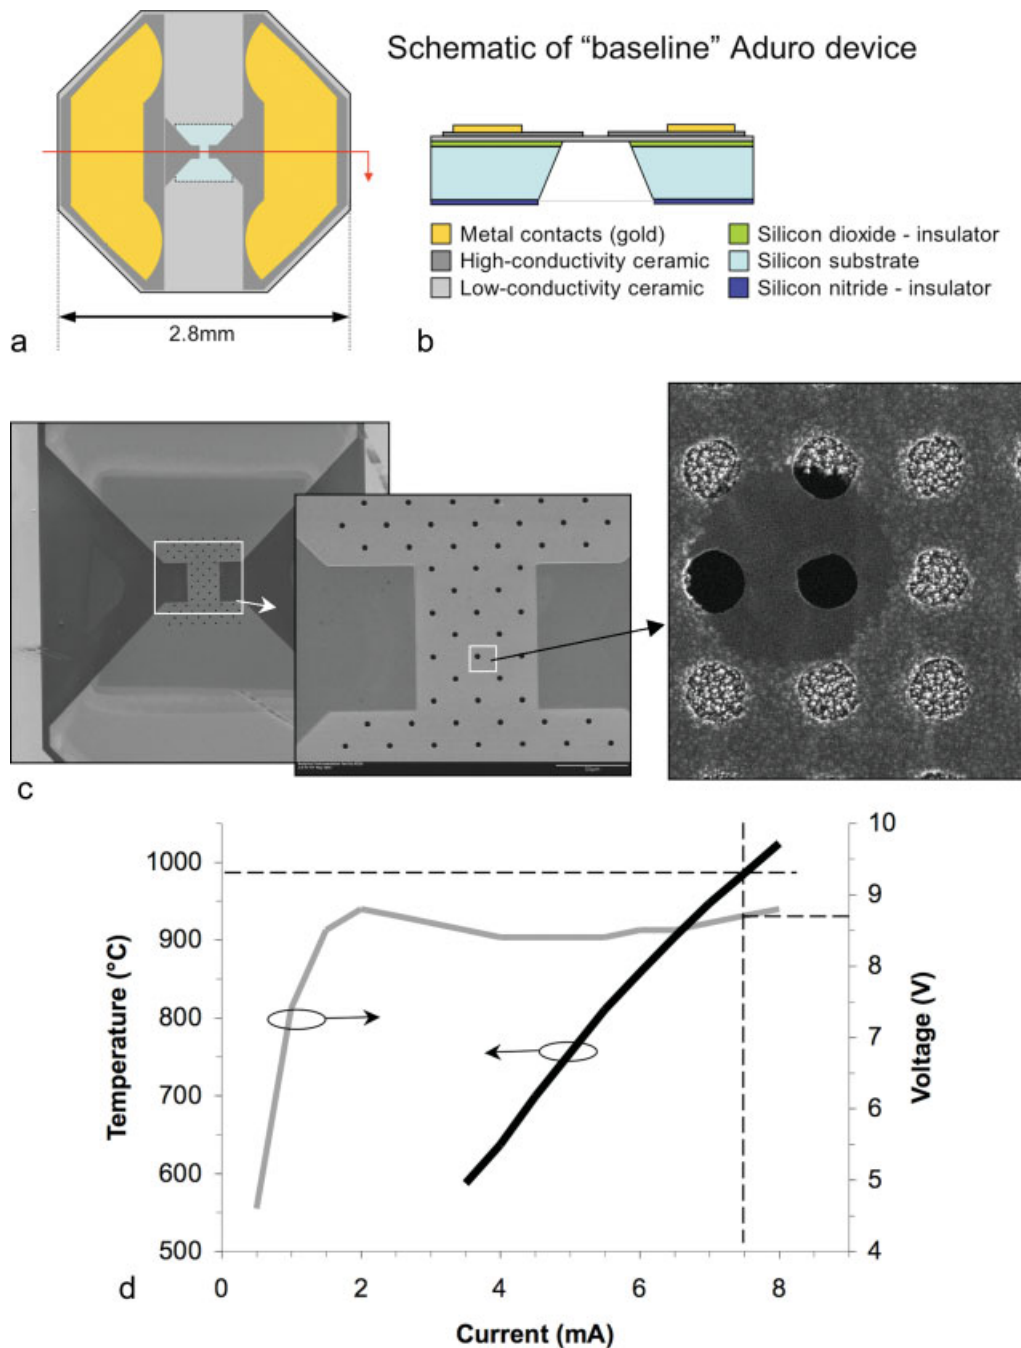 Schematic of “baseline” Aduro device
2.8mm
a
b
Metal contacts (gold)
High-conductivity ceramic
Low-conductivity ceramic
Silicon dioxide - insulator
Silicon substrate
Silicon nitride - insulator
c
1000
900
800
700
600
500
Temperature (°C)
10
9
8
7
6
5
4
Voltage (V)
0
2
4
6
8
d
Current (mA)